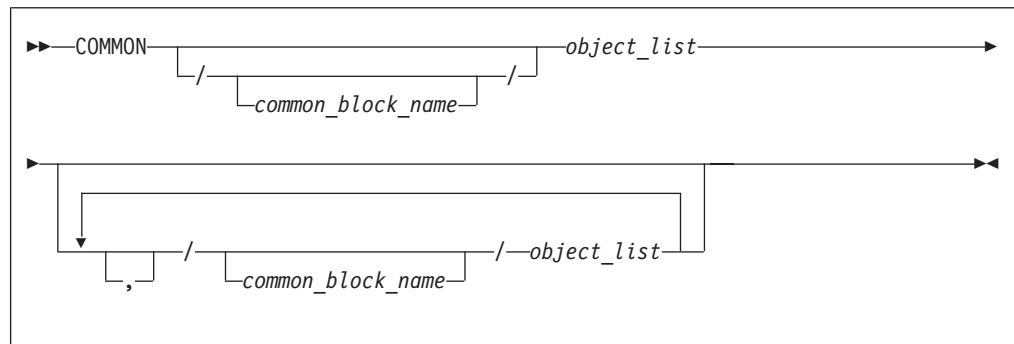 COMMON object_list
/ /
common_block_name
/ / object_list
, common_block_name